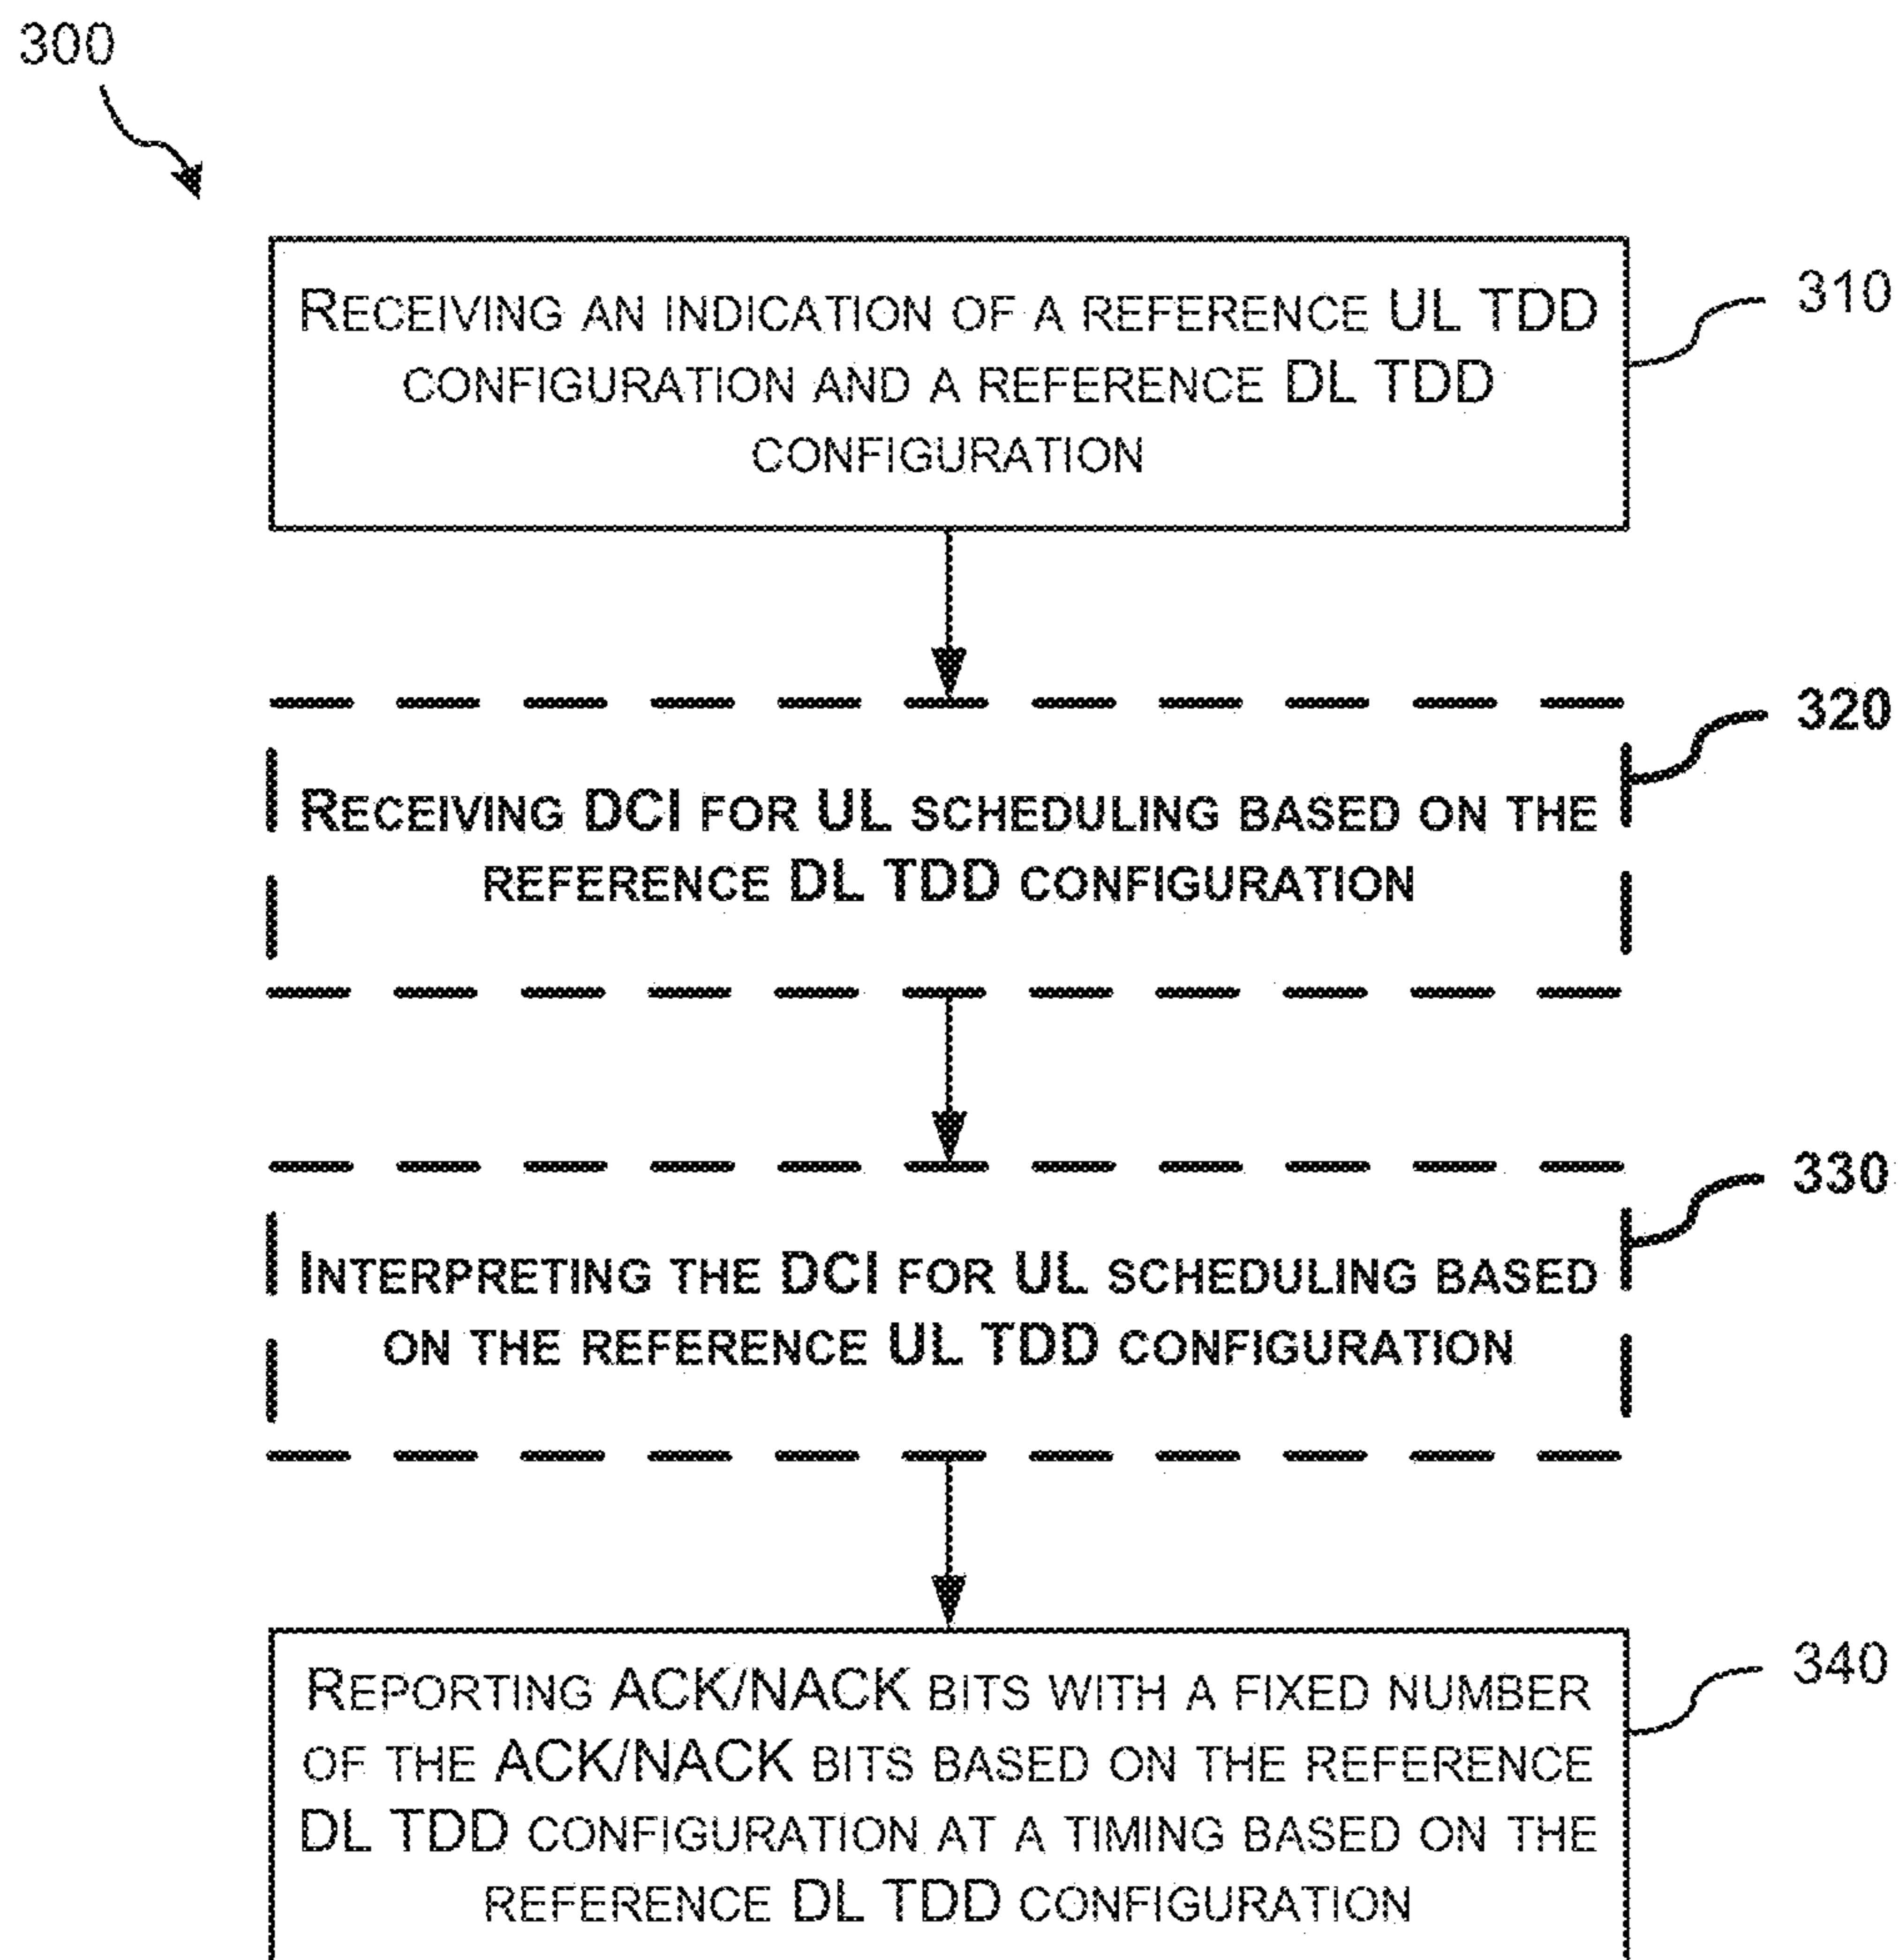 300
RECEIVING AN INDICATION OF A REFERENCE UL TDD
CONFIGURATION AND A REFERENCE DL TDD
CONFIGURATION
310
RECEIVING DCI FOR UL SCHEDULING BASED ON THE
REFERENCE DL TDD CONFIGURATION
320
INTERPRETING THE DCI FOR UL SCHEDULING BASED
ON THE REFERENCE UL TDD CONFIGURATION
330
REPORTING ACK/NACK BITS WITH A FIXED NUMBER
OF THE ACK/NACK BITS BASED ON THE REFERENCE
DL TDD CONFIGURATION AT A TIMING BASED ON THE
REFERENCE DL TDD CONFIGURATION
340